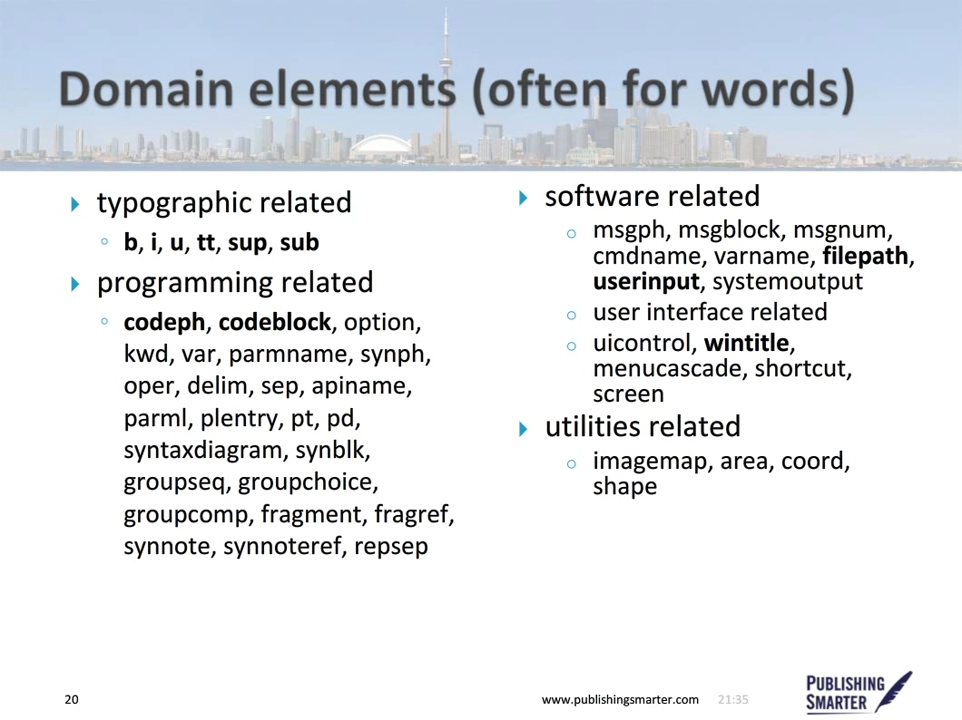 Domain elements (often for words)
typographic related
b, i, u, tt, sup, sub
programming related
codeph, codeblock, option,
kwd, var, parmname, synph,
oper, delim, sep, apiname,
parml, plentry, pt, pd,
syntaxdiagram, synblk,
groupseq, groupchoice,
groupcomp, fragment, fragref,
synnote, synnoteref, repsep
software related
msgph, msgblock, msgnum,
cmdname, varname, filepath,
userinput, systemoutput
user interface related
uicontrol, wintitle,
menucascade, shortcut,
screen
utilities related
imagemap, area, coord,
shape
20
www.publishingsmarter.com
21:35
PUBLISHING
SMARTER